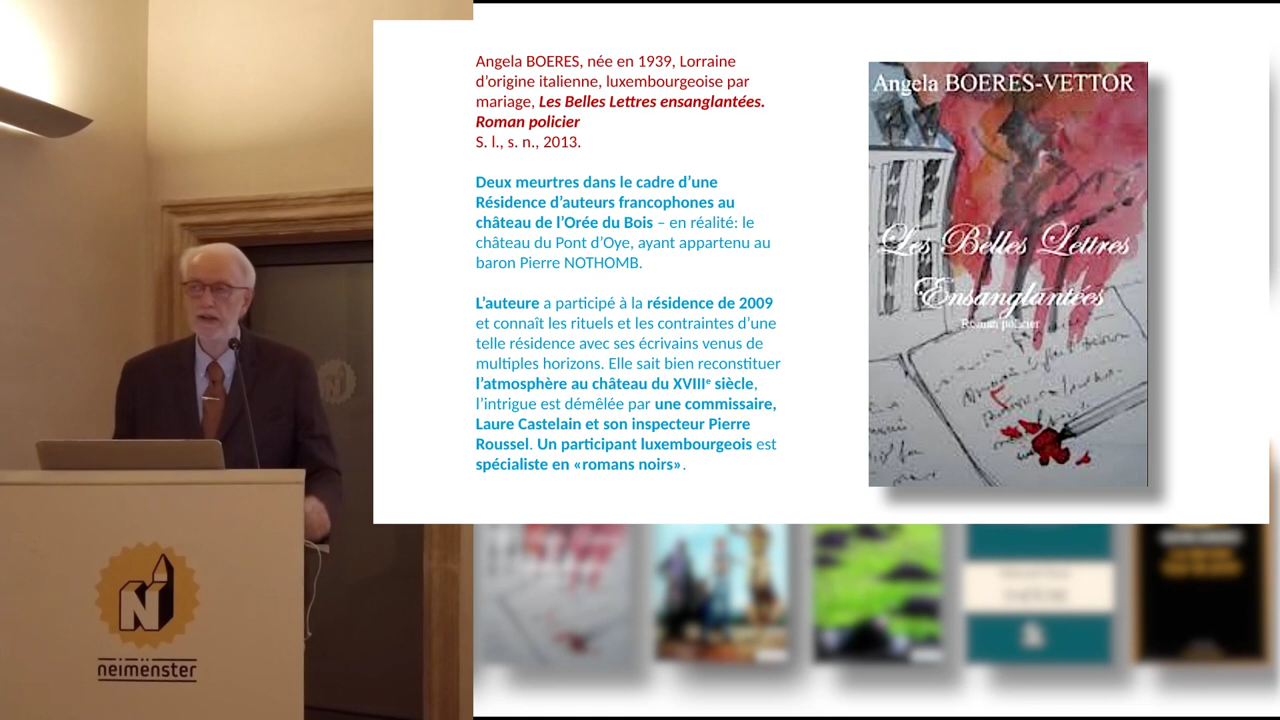 Angela BOERES, née en 1939, Lorraine
d'origine italienne, luxembourgeoise par
mariage, Les Belles Lettres ensanglantées.
Roman policier
S. l., s. n., 2013.
Deux meurtres dans le cadre d'une
Résidence d'auteurs francophones au
château de l'Orée du Bois – en réalité: le
château du Pont d'Oye, ayant appartenu au
baron Pierre NOTHOMB.
L'auteure a participé à la résidence de 2009
et connaît les rituels et les contraintes d'une
telle résidence avec ses écrivains venus de
multiples horizons. Elle sait bien reconstituer
l'atmosphère au château du XVIIIᵉ siècle,
l'intrigue est démêlée par une commissaire,
Laure Castelain et son inspecteur Pierre
Roussel. Un participant luxembourgeois est
spécialiste en «romans noirs».
Angela BOERES-VETTOR
Les Belles Lettres
Ensanglantées
Roman policier
N
neimënster